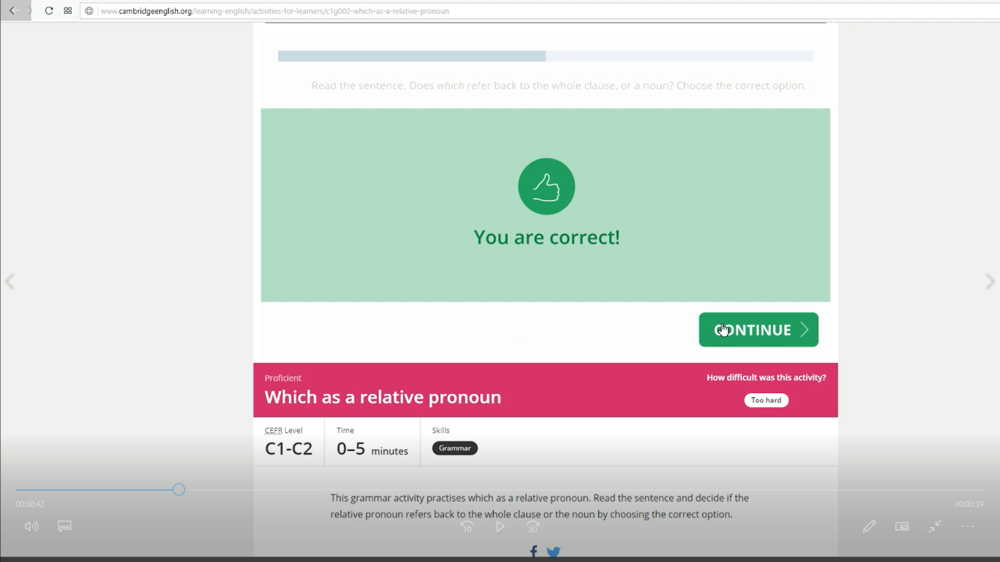 www.cambridgeenglish.org/learning-english/activities-for-learners/c1g002-which-as-a-relative-pronoun
Read the sentence. Does which refer back to the whole clause, or a noun? Choose the correct option.
You are correct!
CONTINUE
Proficient
How difficult was this activity?
Which as a relative pronoun
Too hard
CEFR Level
Time
Skills
C1-C2
0–5 minutes
Grammar
This grammar activity practises which as a relative pronoun. Read the sentence and decide if the
relative pronoun refers back to the whole clause or the noun by choosing the correct option.
00:00:42
00:03:39
10
30